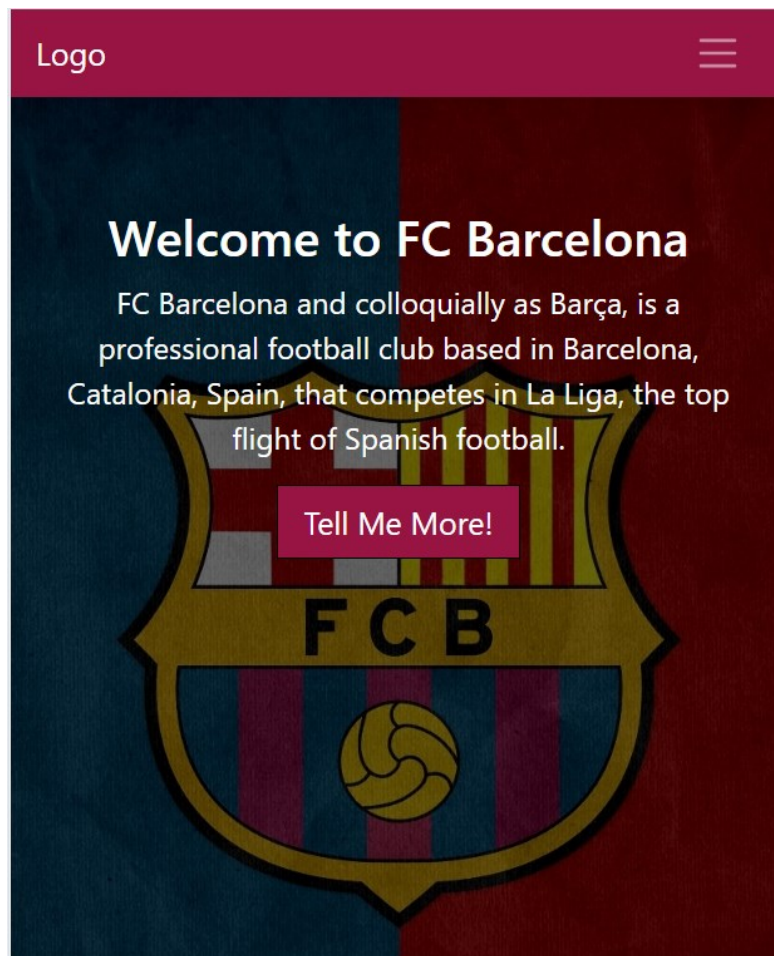 Logo
Welcome to FC Barcelona
FC Barcelona and colloquially as Barça, is a
professional football club based in Barcelona,
Catalonia, Spain, that competes in La Liga, the top
flight of Spanish football.
Tell Me More!
FCB